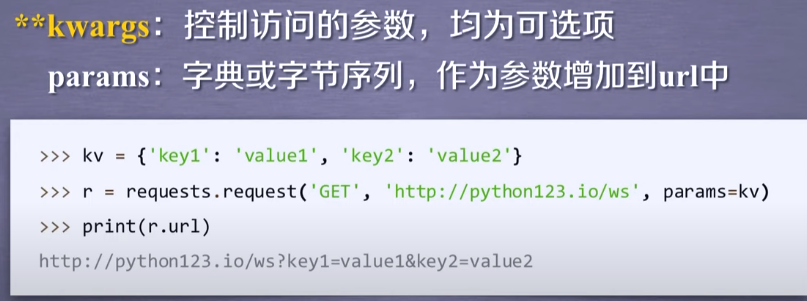 **kwargs：控制访问的参数，均为可选项
params：字典或字节序列，作为参数增加到url中
>>> kv = {'key1': 'value1', 'key2': 'value2'}
>>> r = requests.request('GET', 'http://python123.io/ws', params=kv)
>>> print(r.url)
http://python123.io/ws?key1=value1&key2=value2